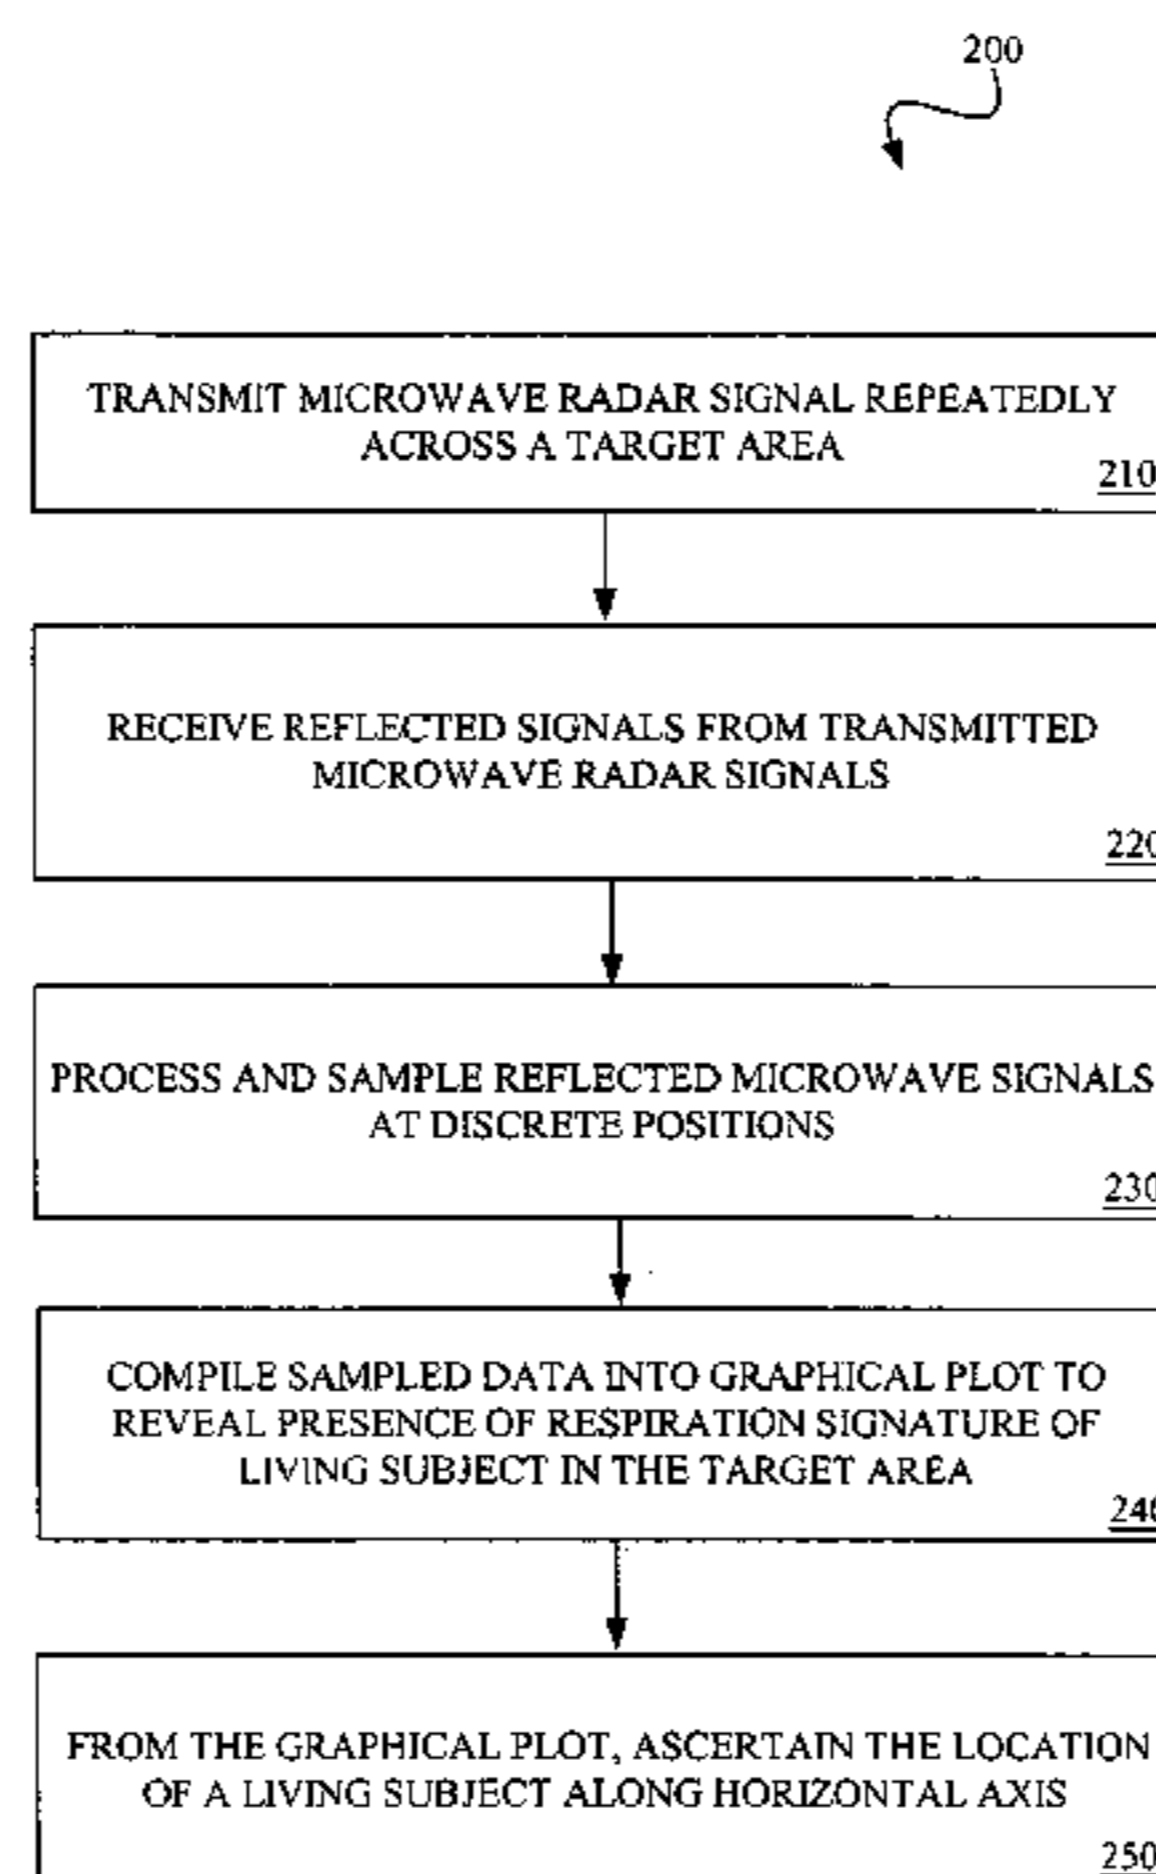 200
TRANSMIT MICROWAVE RADAR SIGNAL REPEATEDLY
ACROSS A TARGET AREA
210
RECEIVE REFLECTED SIGNALS FROM TRANSMITTED
MICROWAVE RADAR SIGNALS
220
PROCESS AND SAMPLE REFLECTED MICROWAVE SIGNALS
AT DISCRETE POSITIONS
230
COMPILE SAMPLED DATA INTO GRAPHICAL PLOT TO
REVEAL PRESENCE OF RESPIRATION SIGNATURE OF
LIVING SUBJECT IN THE TARGET AREA
240
FROM THE GRAPHICAL PLOT, ASCERTAIN THE LOCATION
OF A LIVING SUBJECT ALONG HORIZONTAL AXIS
250